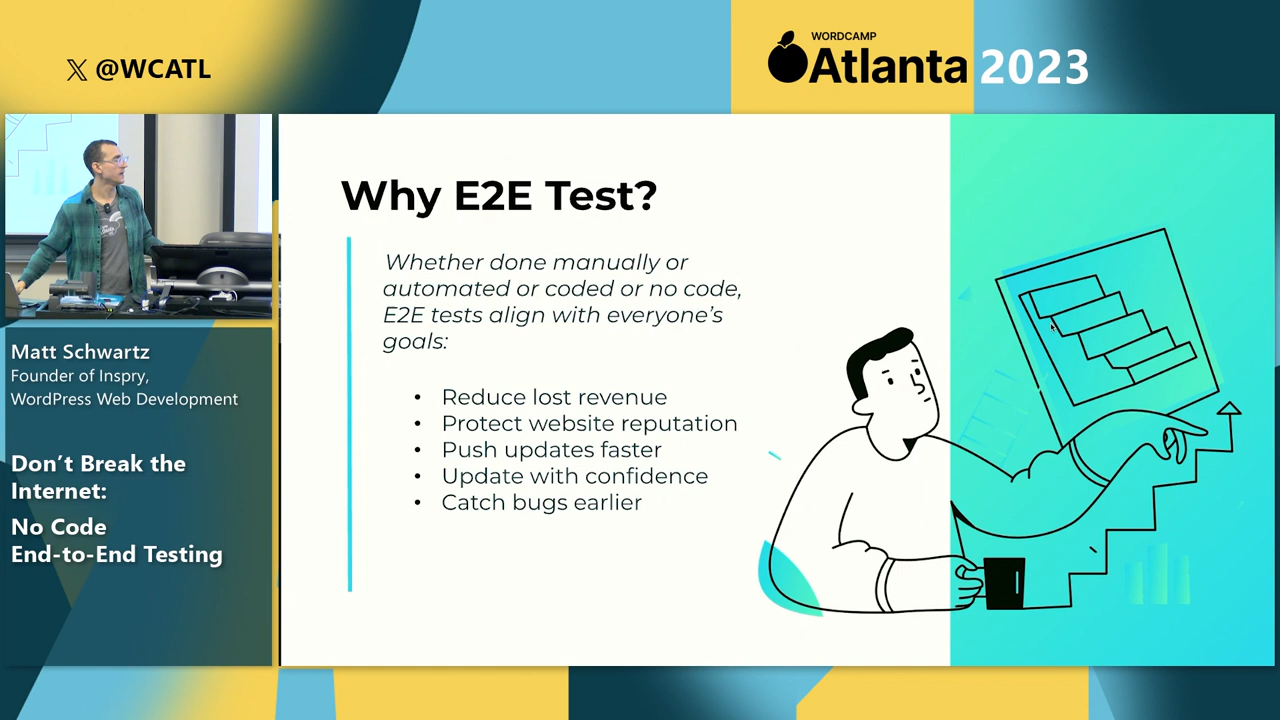 𝕏 @WCATL
WORDCAMP
Atlanta 2023
Matt Schwartz
Founder of Inspry,
WordPress Web Development
Don't Break the
Internet:
No Code
End-to-End Testing
Why E2E Test?
Whether done manually or
automated or coded or no code,
E2E tests align with everyone's
goals:
• Reduce lost revenue
• Protect website reputation
• Push updates faster
• Update with confidence
• Catch bugs earlier